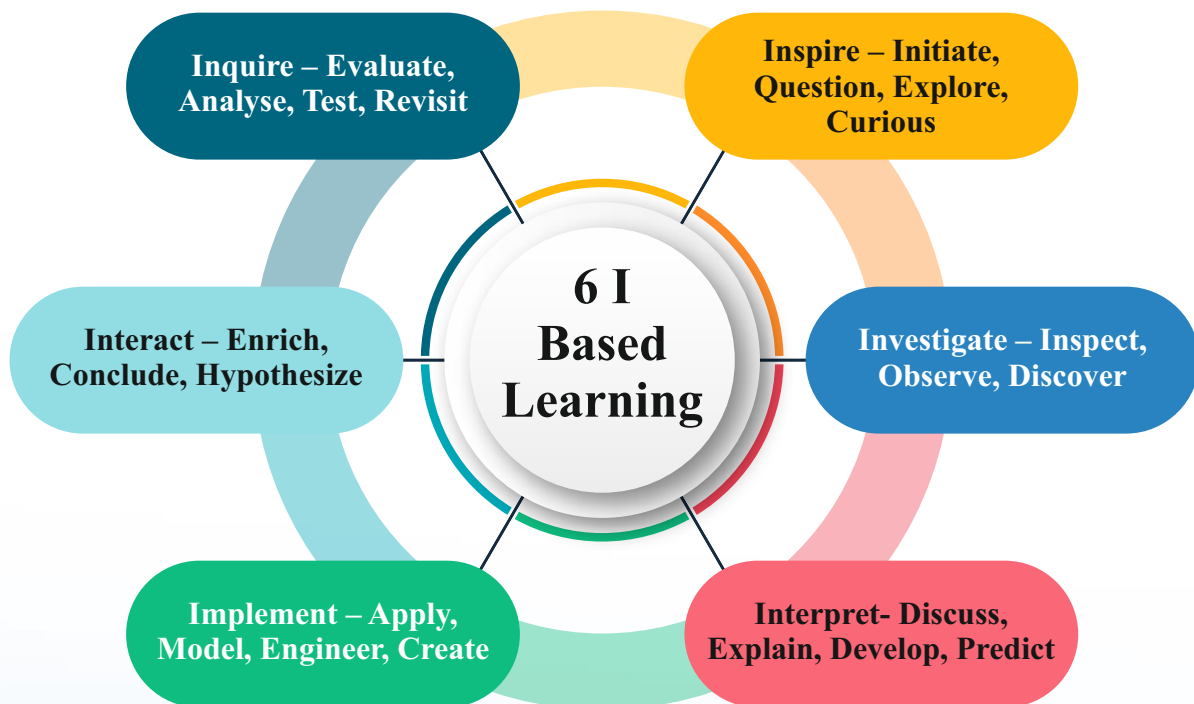 Inquire – Evaluate,
Analyse, Test, Revisit
Inspire – Initiate,
Question, Explore,
Curious
6 I
Based
Learning
Interact – Enrich,
Conclude, Hypothesize
Investigate – Inspect,
Observe, Discover
Implement – Apply,
Model, Engineer, Create
Interpret- Discuss,
Explain, Develop, Predict